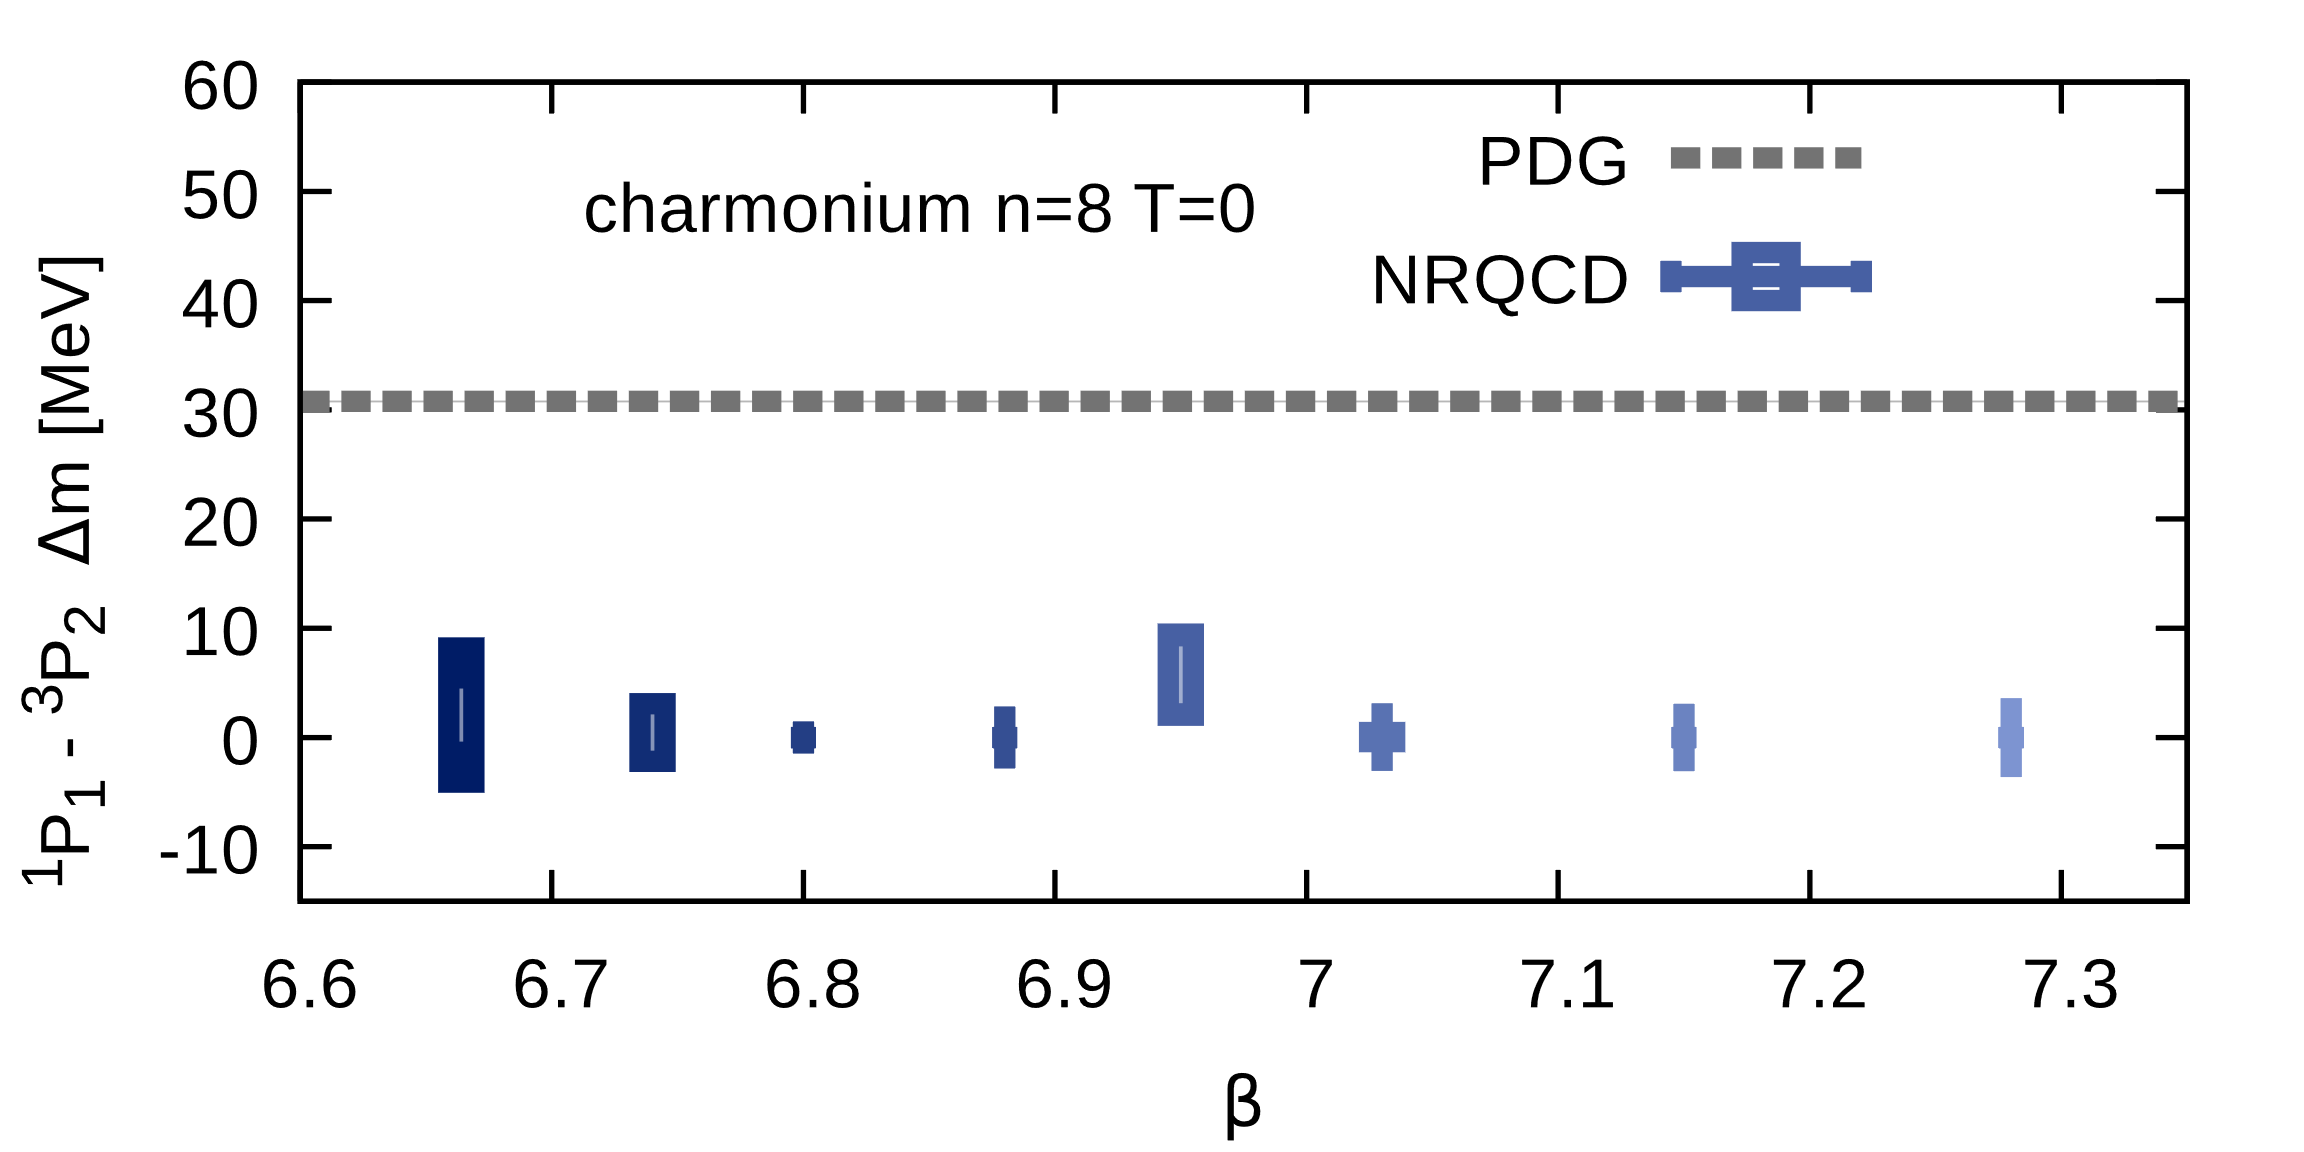 60
50
40
30
20
10
0
-10
¹P₁ - ³P₂ Δm [MeV]
charmonium n=8 T=0
PDG
NRQCD
6.6 6.7 6.8 6.9 7 7.1 7.2 7.3
β